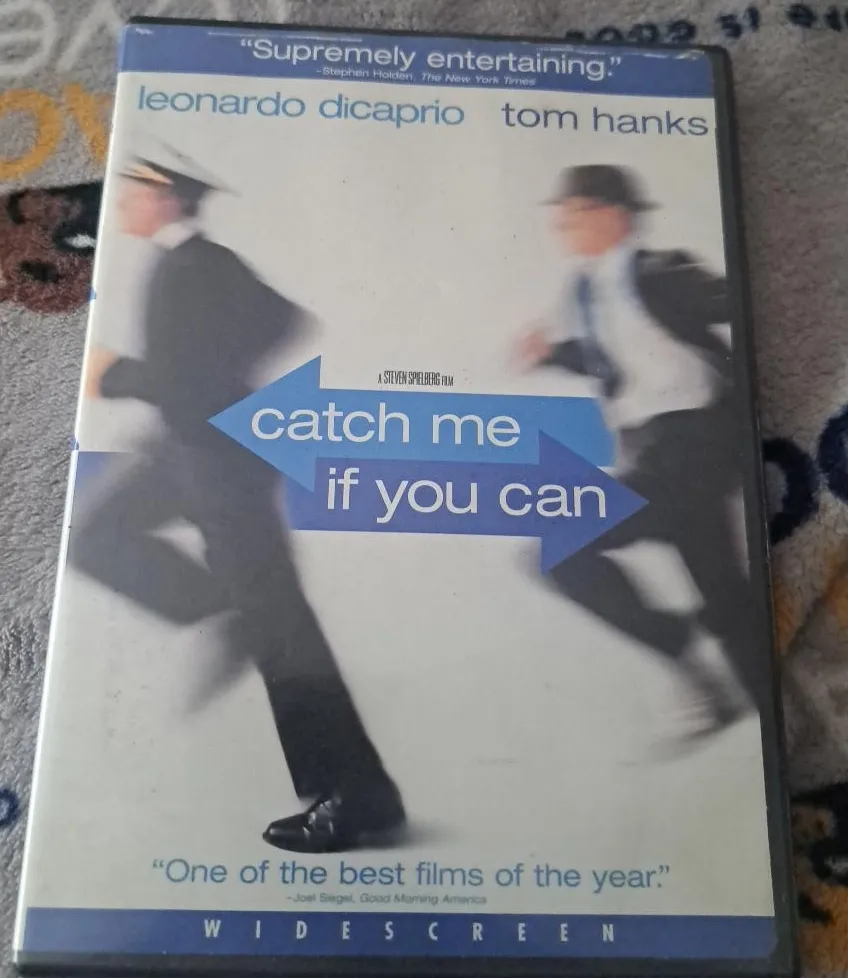 “Supremely entertaining.”
-Stephen Holden, The New York Times
leonardo dicaprio tom hanks
A STEVEN SPIELBERG FILM
catch me
if you can
“One of the best films of the year.”
-Joel Siegel, Good Morning America
WIDESCREEN